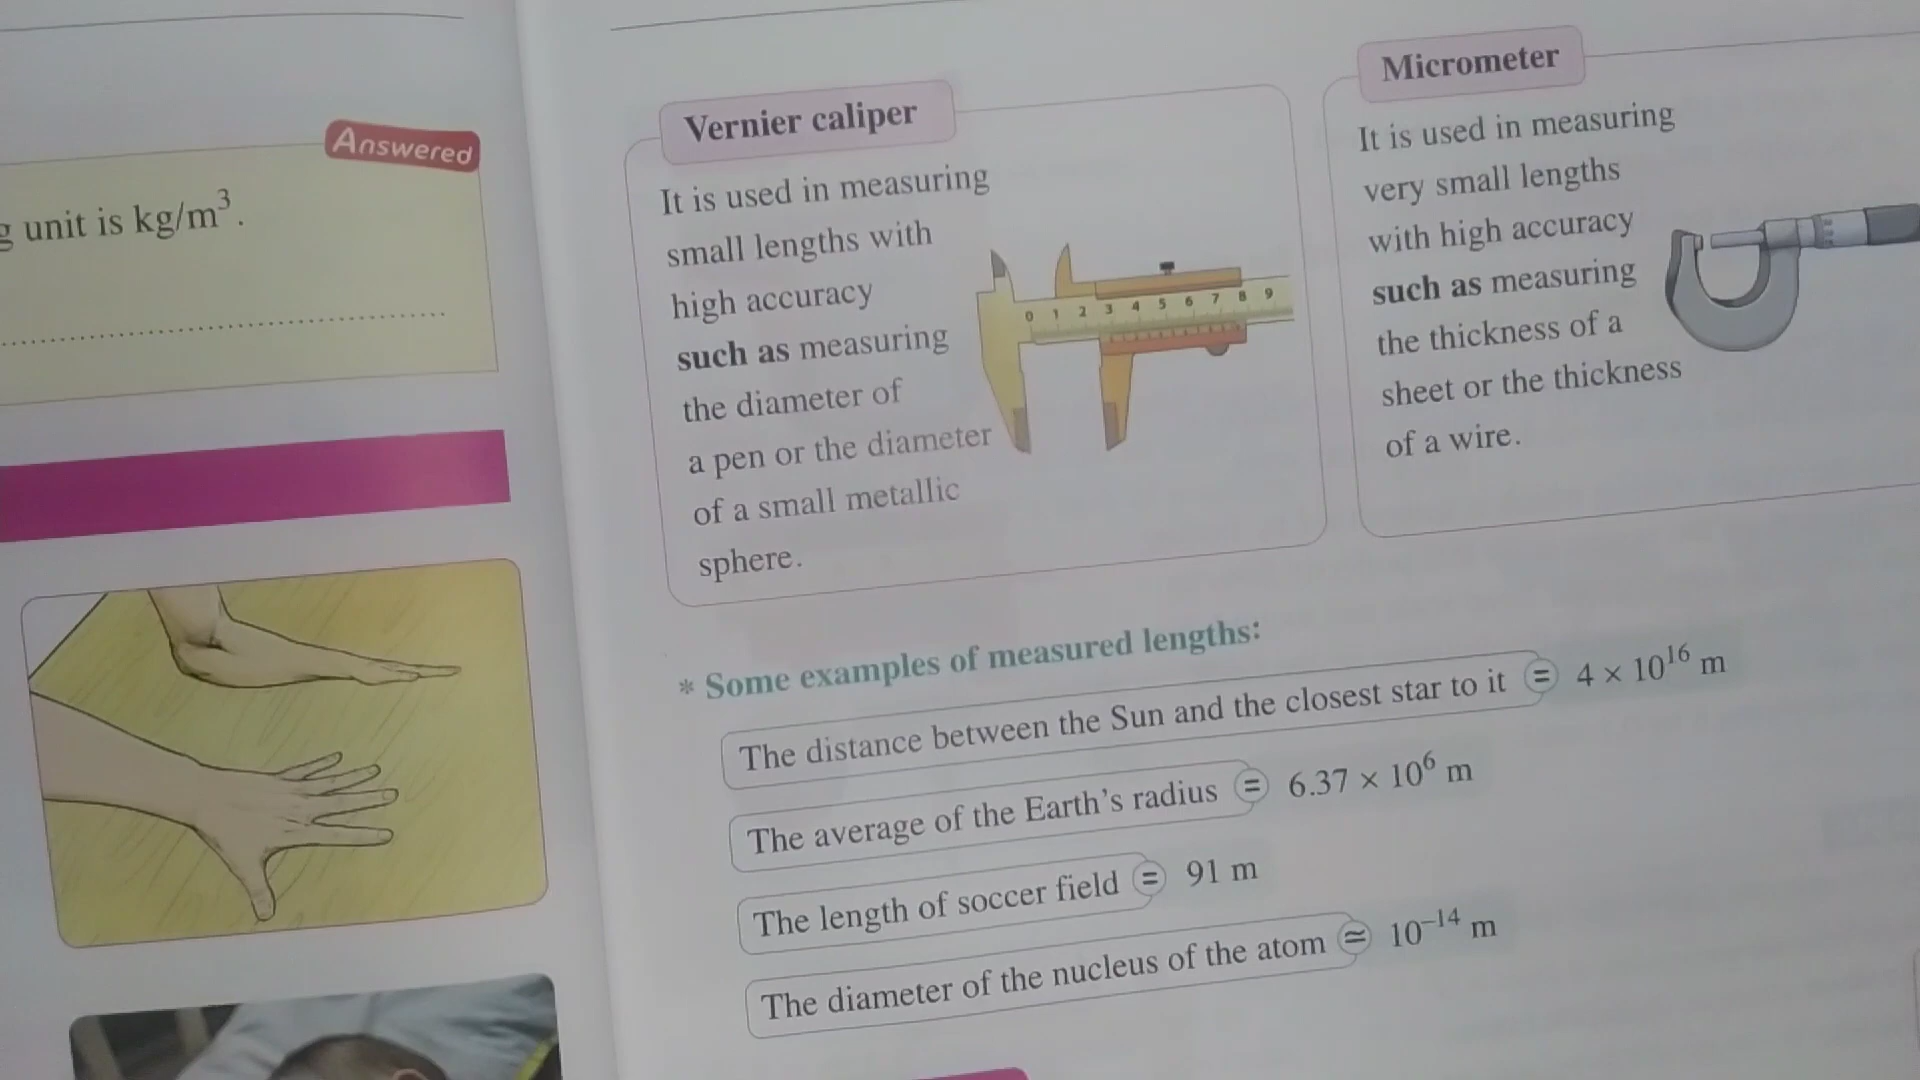 Answered
unit is kg/m³.
Vernier caliper
It is used in measuring
small lengths with
high accuracy
such as measuring
the diameter of
a pen or the diameter
of a small metallic
sphere.
0 1 2 3 4 5 6 7 8 9
Micrometer
It is used in measuring
very small lengths
with high accuracy
such as measuring
the thickness of a
sheet or the thickness
of a wire.
* Some examples of measured lengths:
The distance between the Sun and the closest star to it = 4 × 10¹⁶ m
The average of the Earth's radius = 6.37 × 10⁶ m
The length of soccer field = 91 m
The diameter of the nucleus of the atom ≅ 10⁻¹⁴ m